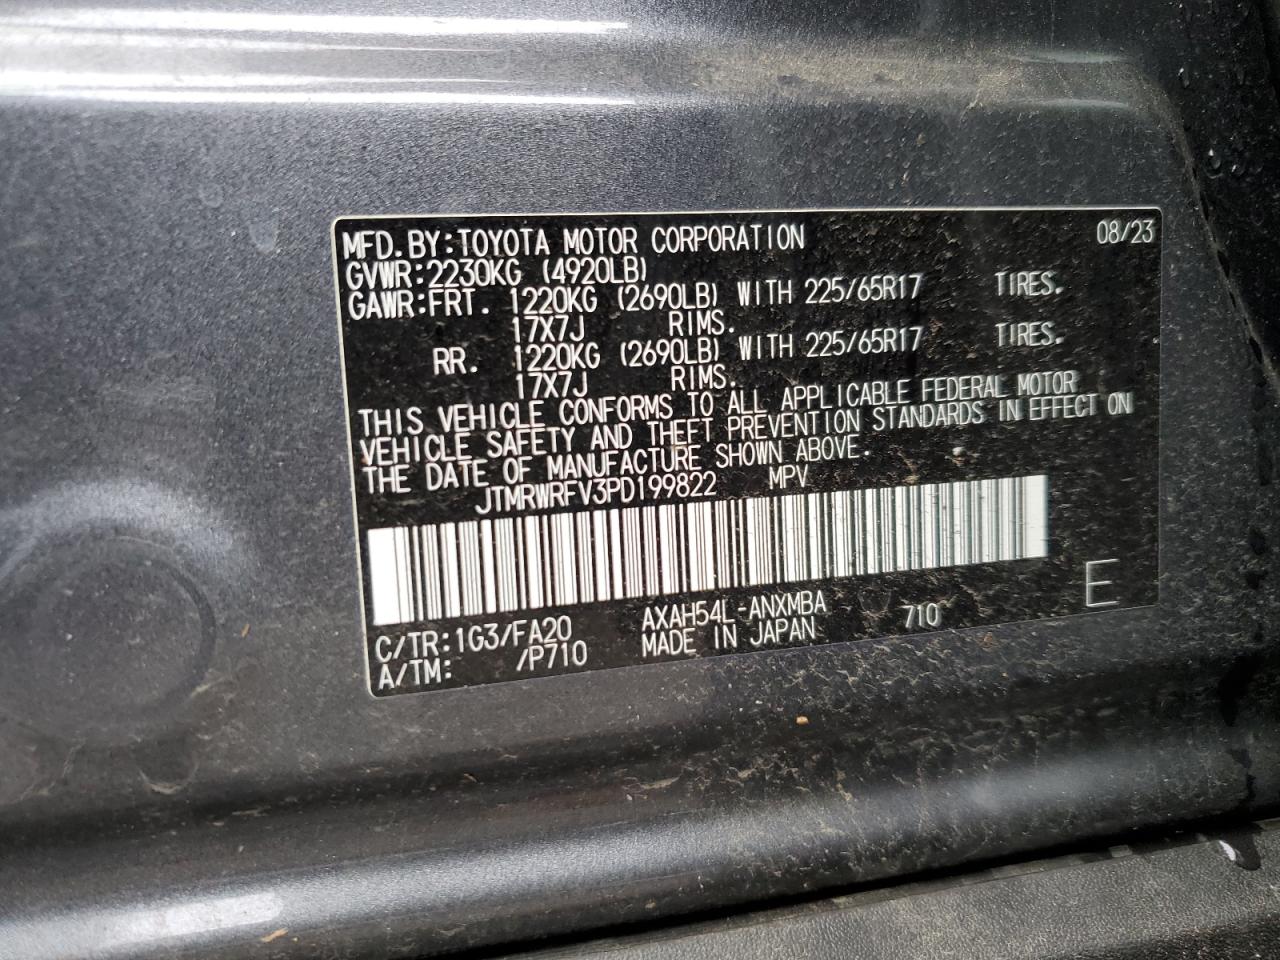 MFD.BY:TOYOTA MOTOR CORPORATION 08/23
GVWR:2230KG (4920LB)
GAWR:FRT. 1220KG (2690LB) WITH 225/65R17 TIRES.
17X7J RIMS.
RR. 1220KG (2690LB) WITH 225/65R17 TIRES.
17X7J RIMS.
THIS VEHICLE CONFORMS TO ALL APPLICABLE FEDERAL MOTOR
VEHICLE SAFETY AND THEFT PREVENTION STANDARDS IN EFFECT ON
THE DATE OF MANUFACTURE SHOWN ABOVE.
JTMRWRFV3PD199822 MPV
E
C/TR:1G3/FA20 AXAH54L-ANXMBA 710
A/TM: /P710 MADE IN JAPAN